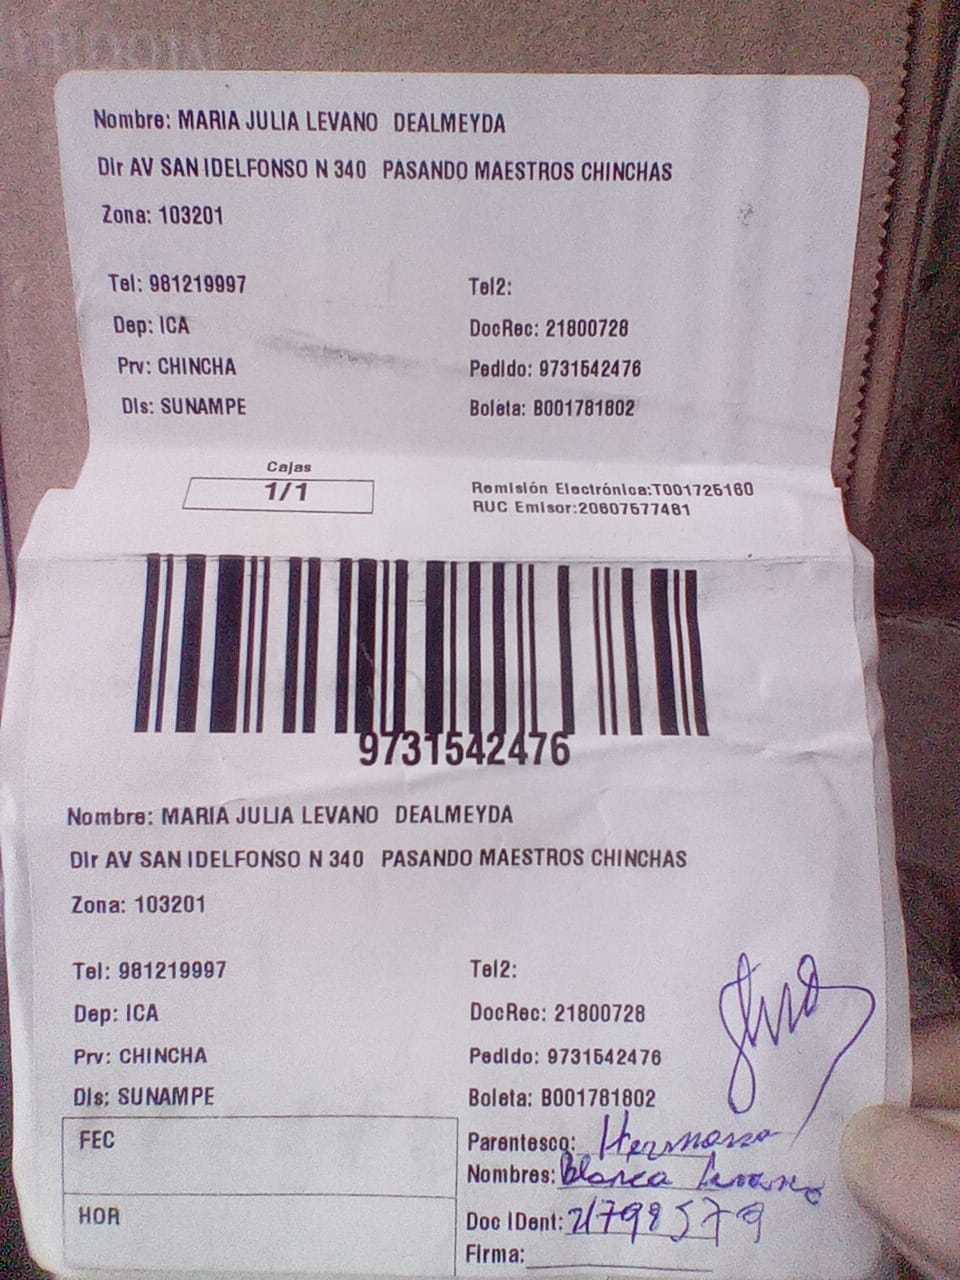 Nombre: MARIA JULIA LEVANO DEALMEYDA
Dir AV SAN IDELFONSO N 340 PASANDO MAESTROS CHINCHAS
Zona: 103201
Tel: 981219997 Tel2:
Dep: ICA DocRec: 21800728
Prv: CHINCHA Pedido: 9731542476
Dis: SUNAMPE Boleta: B001781802
Cajas
1/1
Remisión Electrónica:T001725160
RUC Emisor:20607577481
9731542476
Nombre: MARIA JULIA LEVANO DEALMEYDA
Dir AV SAN IDELFONSO N 340 PASANDO MAESTROS CHINCHAS
Zona: 103201
Tel: 981219997 Tel2:
Dep: ICA DocRec: 21800728
Prv: CHINCHA Pedido: 9731542476
Dis: SUNAMPE Boleta: B001781802
FEC
HOR
Parentesco: Hermana
Nombres: Blanca Levano
Doc IDent: 21798579
Firma: